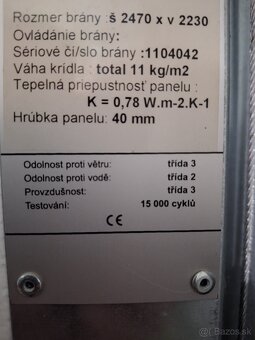 Rozmer brány :š 2470 x v 2230
Ovládánie brány:
Sériové čí/slo brány :1104042
Váha krídla : total 11 kg/m2
Tepelná priepustnosť panelu :
K = 0,78 W.m-2.K-1
Hrúbka panelu: 40 mm
Odolnost proti větru: třída 3
Odolnost proti vodě: třída 2
Provzdušnost: třída 3
Testování: 15 000 cyklů
CE
Bazos.sk